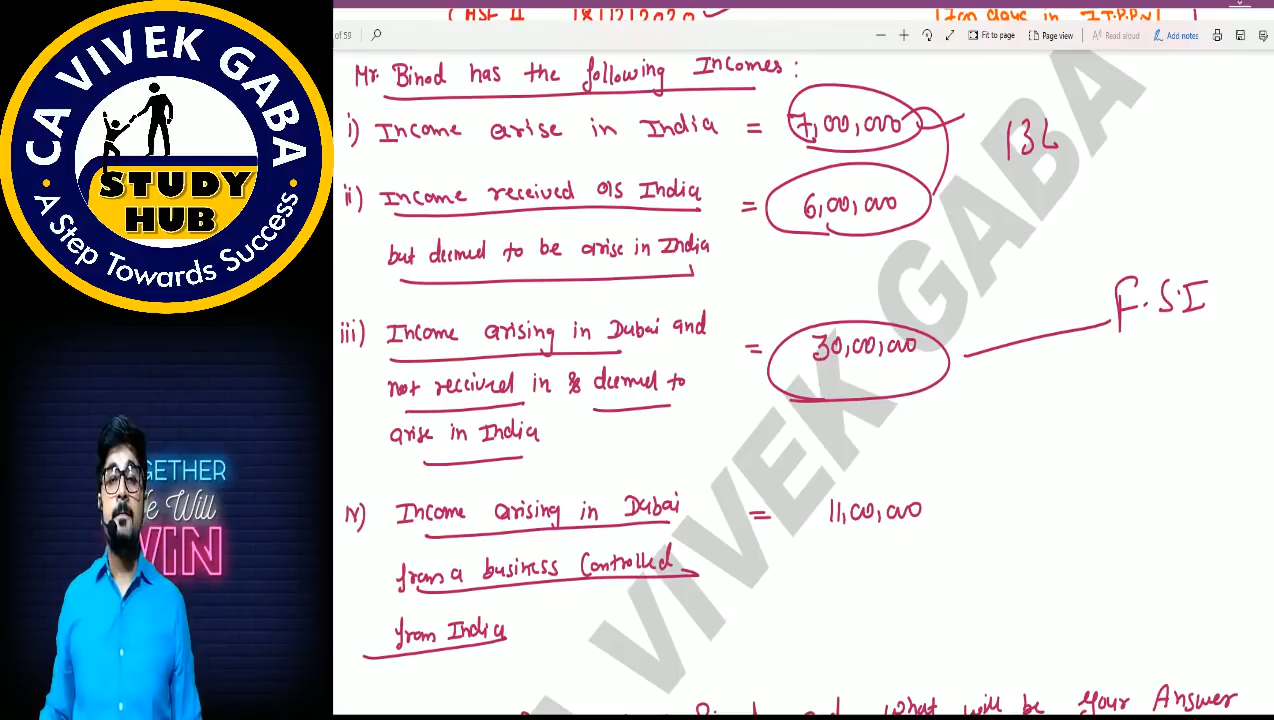 CA VIVEK GABA
STUDY
HUB
A Step Towards Success
GETHER
We Will
WIN
of 59
Fit to page
Page view
Read aloud
Add notes
Mr. Binod has the following Incomes:
i) Income arise in India = 7,00,000
13L
ii) Income received o/s India = 6,00,000
but deemed to be arise in India
F.S.I
iii) Income arising in Dubai and = 30,00,000
not received in & deemed to
arise in India
iv) Income arising in Dubai = 11,00,000
from a business controlled
from India
what will be your Answer
VIVEK GABA